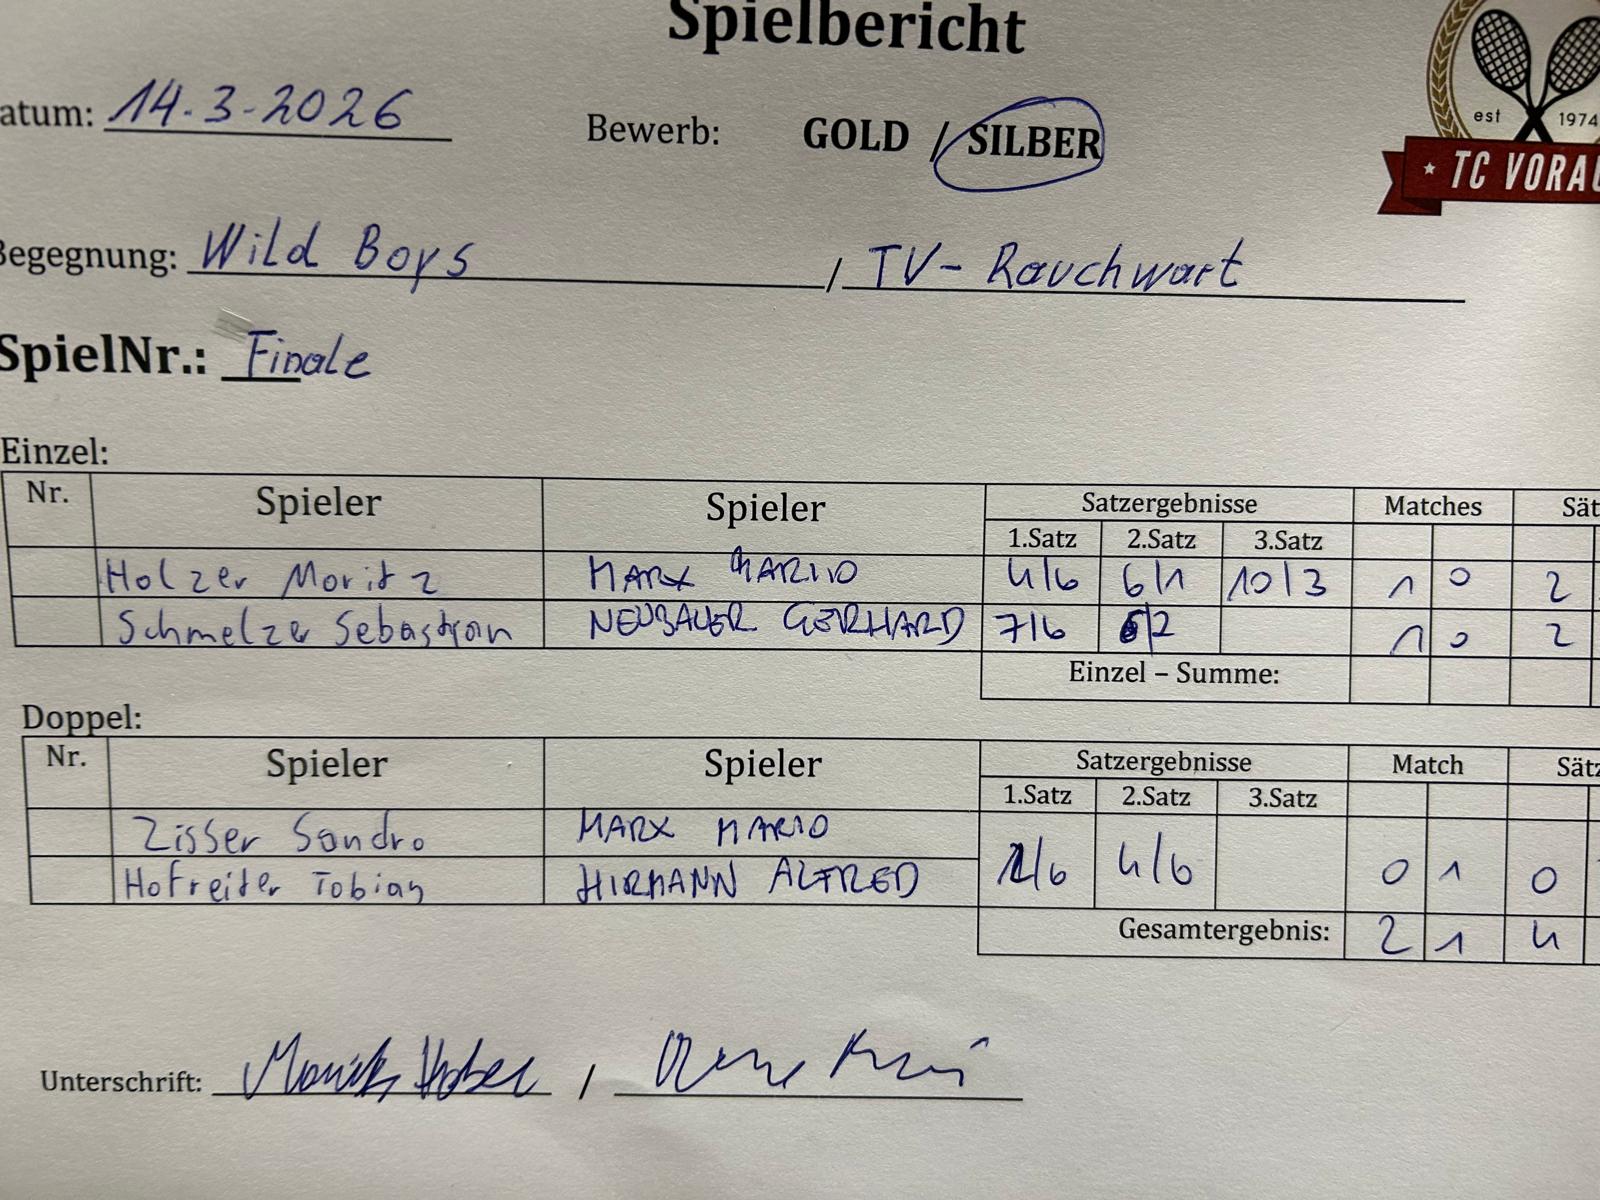 Spielbericht
atum: 14.3.2026
Bewerb: GOLD / SILBER
est 1974
TC VORAU
Begegnung: Wild Boys / TV-Rauchwart
SpielNr.: Finale
Einzel:
Nr. Spieler Spieler Satzergebnisse Matches Sät
1.Satz 2.Satz 3.Satz
Holzer Moritz MARX MARIO 4/6 6/1 10/3 1 0 2
Schmelzer Sebastian NEUBAUER GERHARD 7/6 6/2 1 0 2
Einzel – Summe:
Doppel:
Nr. Spieler Spieler Satzergebnisse Match Sätz
1.Satz 2.Satz 3.Satz
Zisser Sandro MARX MARIO
Hofreiter Tobias HIRMANN ALFRED /6 4/6 0 1 0
Gesamtergebnis: 2 1 4
Unterschrift: /